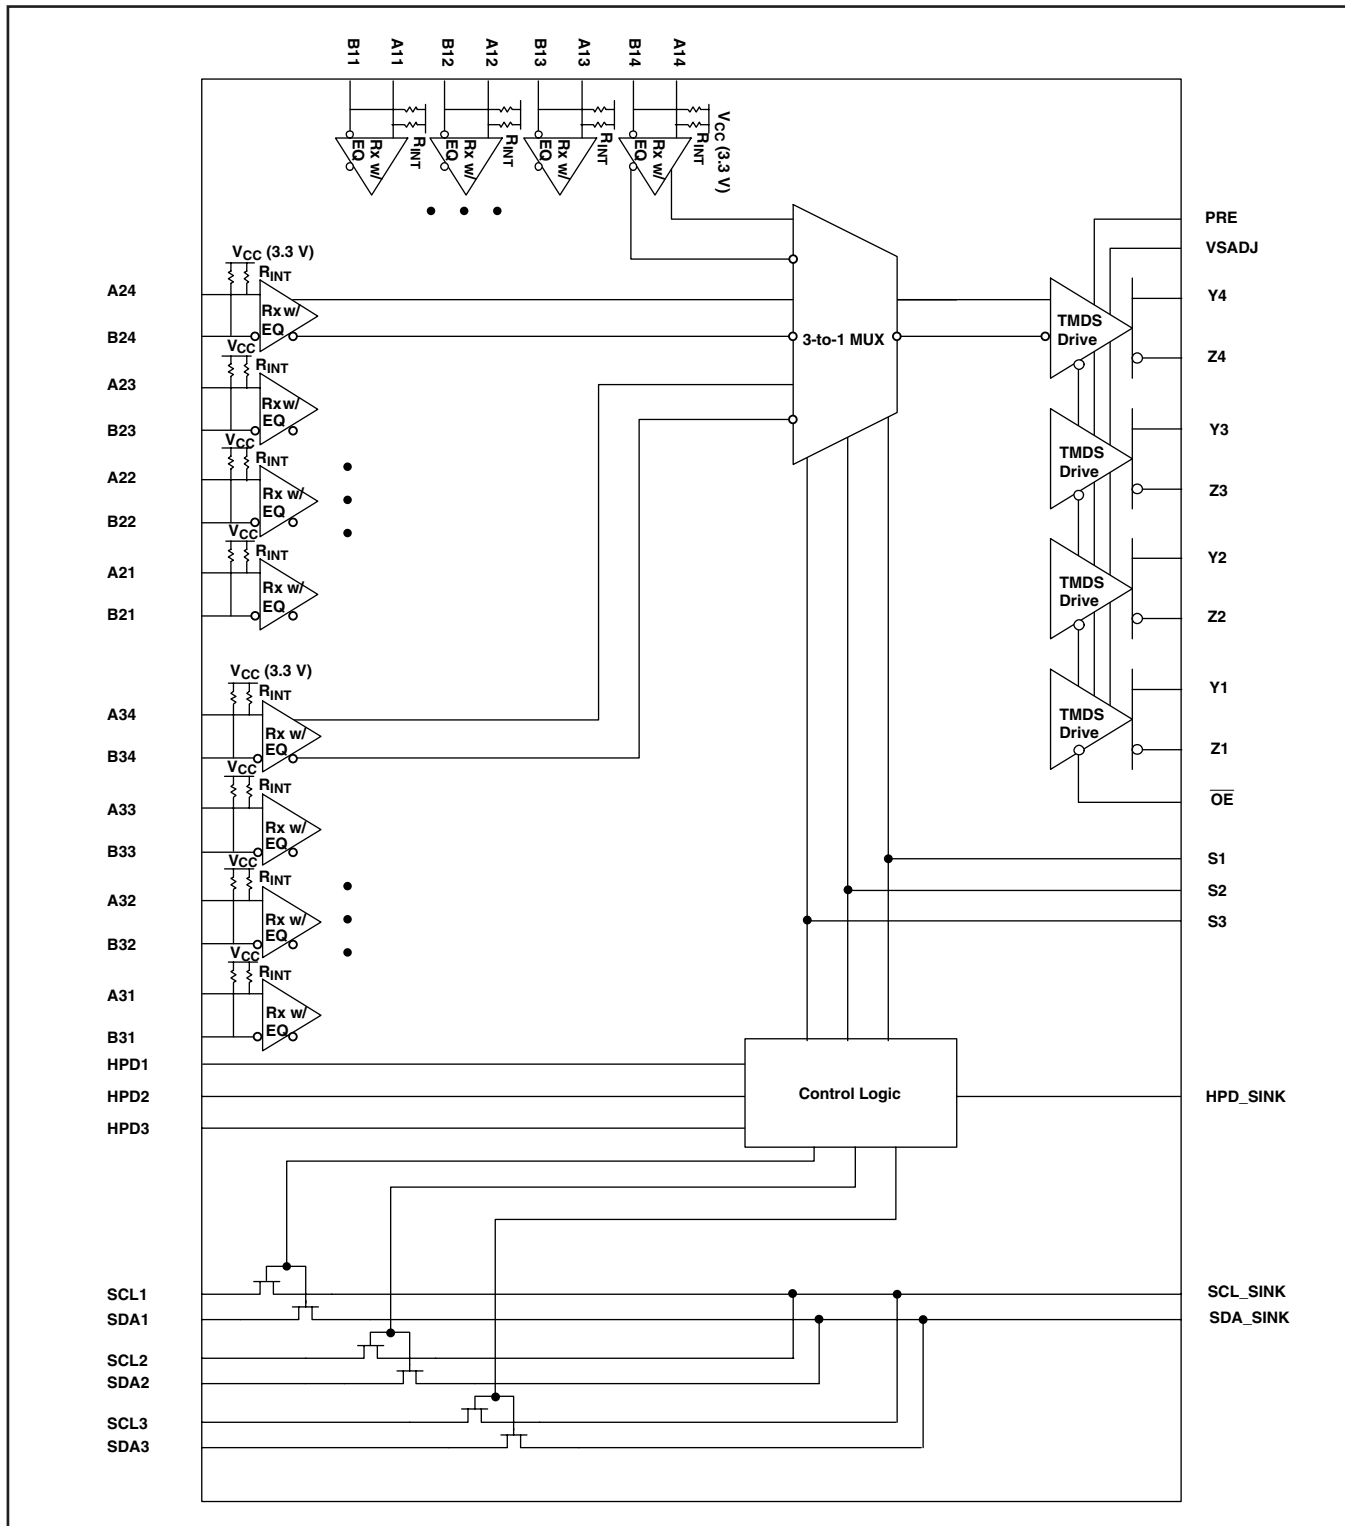 B11 A11 B12 A12 B13 A13 B14 A14
VCC (3.3 V)
RINT RINT RINT RINT
Rx w/ EQ Rx w/ EQ Rx w/ EQ Rx w/ EQ
PRE
VSADJ
VCC (3.3 V)
RINT
A24
Rx w/
EQ
B24
VCC
RINT
A23
Rx w/
EQ
B23
VCC
RINT
A22
Rx w/
EQ
B22
VCC
RINT
A21
Rx w/
EQ
B21
3-to-1 MUX
TMDS
Drive
Y4
Z4
TMDS
Drive
Y3
Z3
TMDS
Drive
Y2
Z2
TMDS
Drive
Y1
Z1
OE
S1
S2
S3
VCC (3.3 V)
RINT
A34
Rx w/
EQ
B34
VCC
RINT
A33
Rx w/
EQ
B33
VCC
RINT
A32
Rx w/
EQ
B32
VCC
RINT
A31
Rx w/
EQ
B31
HPD1
HPD2
HPD3
Control Logic
HPD_SINK
SCL1
SDA1
SCL_SINK
SDA_SINK
SCL2
SDA2
SCL3
SDA3